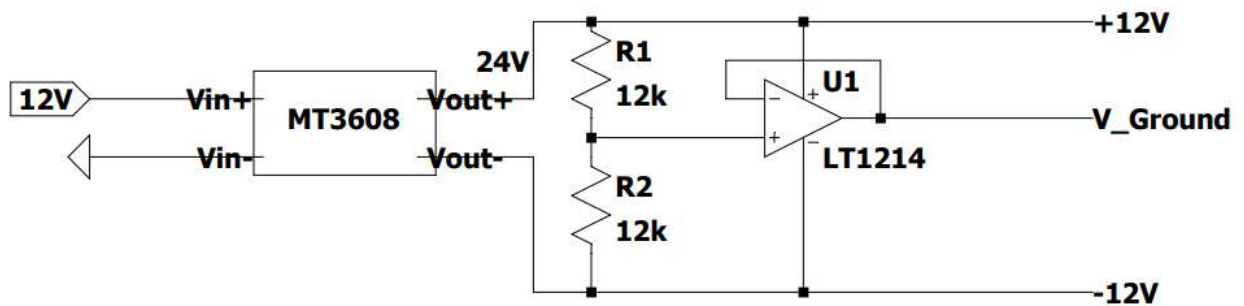 +12V
24V
R1
12k
U1
12V
Vin+
Vout+
MT3608
V_Ground
Vin-
Vout-
LT1214
R2
12k
-12V